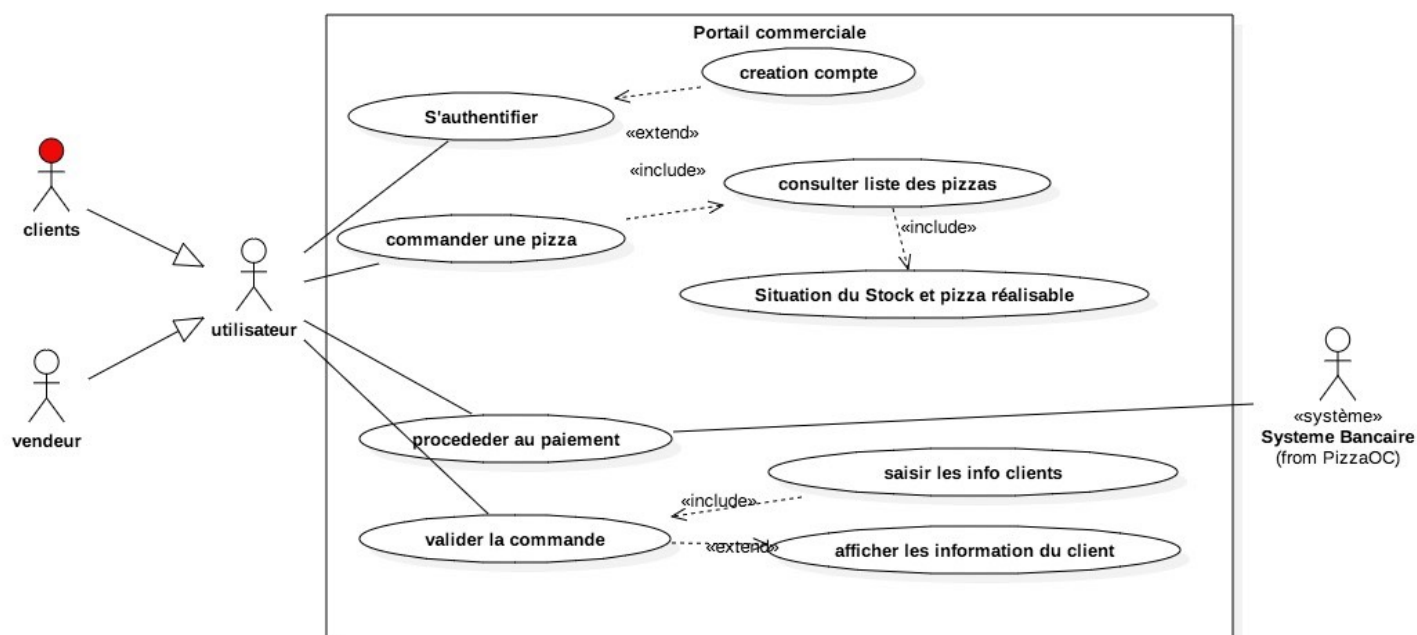 Portail commerciale
creation compte
S'authentifier
«extend»
«include»
consulter liste des pizzas
clients
commander une pizza
«include»
Situation du Stock et pizza réalisable
utilisateur
vendeur
«système»
Systeme Bancaire
(from PizzaOC)
procededer au paiement
saisir les info clients
«include»
valider la commande
«extend»
afficher les information du client